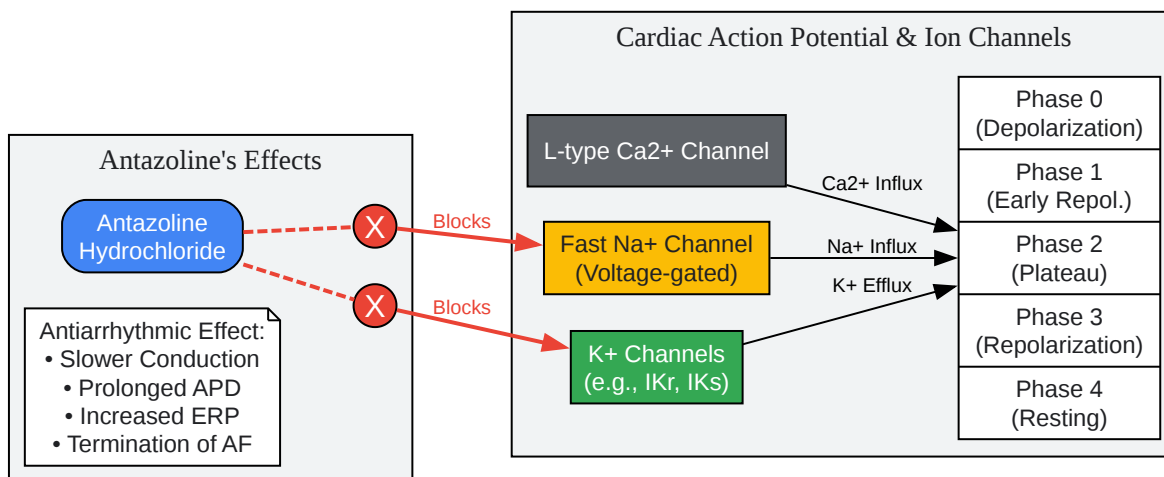 Antazoline's Effects
Antazoline
Hydrochloride
X
X
Blocks
Blocks
Antiarrhythmic Effect:
• Slower Conduction
• Prolonged APD
• Increased ERP
• Termination of AF
Cardiac Action Potential & Ion Channels
L-type Ca2+ Channel
Fast Na+ Channel
(Voltage-gated)
K+ Channels
(e.g., IKr, IKs)
Ca2+ Influx
Na+ Influx
K+ Efflux
Phase 0
(Depolarization)
Phase 1
(Early Repol.)
Phase 2
(Plateau)
Phase 3
(Repolarization)
Phase 4
(Resting)